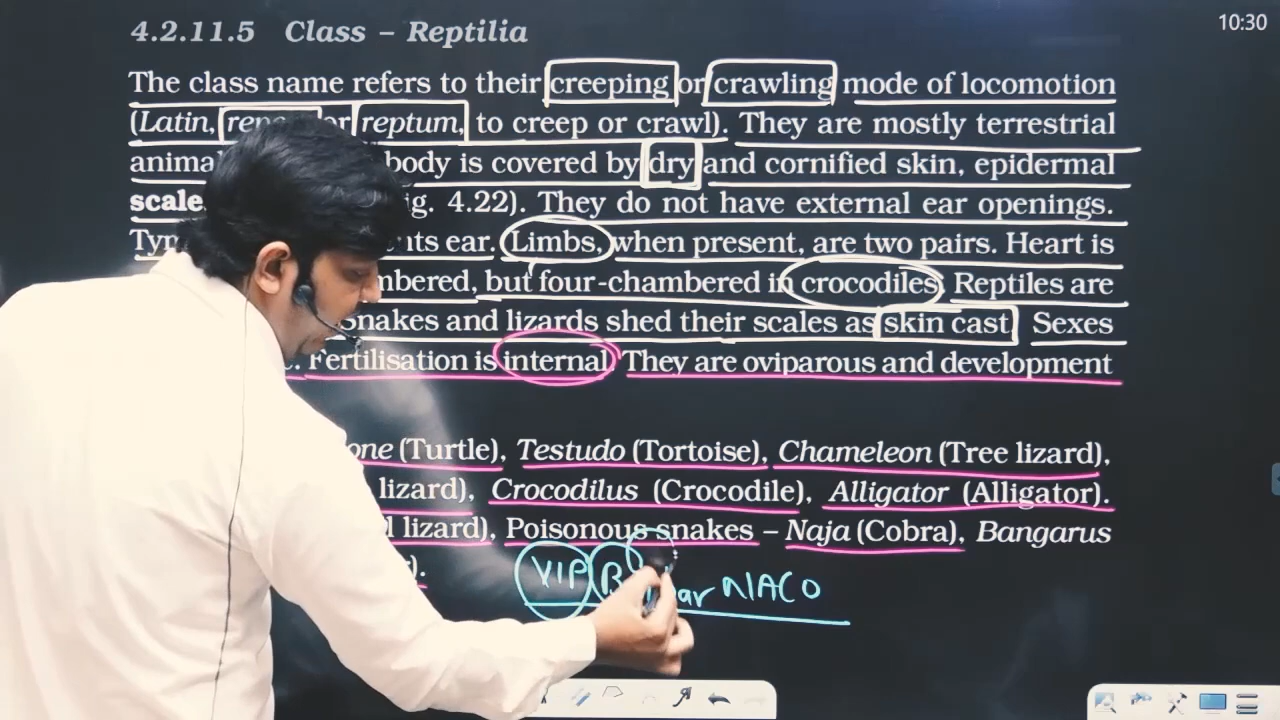 10:30
4.2.11.5 Class – Reptilia
The class name refers to their creeping or crawling mode of locomotion
(Latin, or reptum, to creep or crawl). They are mostly terrestrial
body is covered by dry and cornified skin, epidermal
scale 4.22). They do not have external ear openings.
ear. Limbs, when present, are two pairs. Heart is
but four-chambered in crocodiles. Reptiles are
Snakes and lizards shed their scales as skin cast. Sexes
Fertilisation is internal. They are oviparous and development
(Turtle), Testudo (Tortoise), Chameleon (Tree lizard),
lizard), Crocodilus (Crocodile), Alligator (Alligator).
lizard), Poisonous snakes – Naja (Cobra), Bangarus
VIP NACO